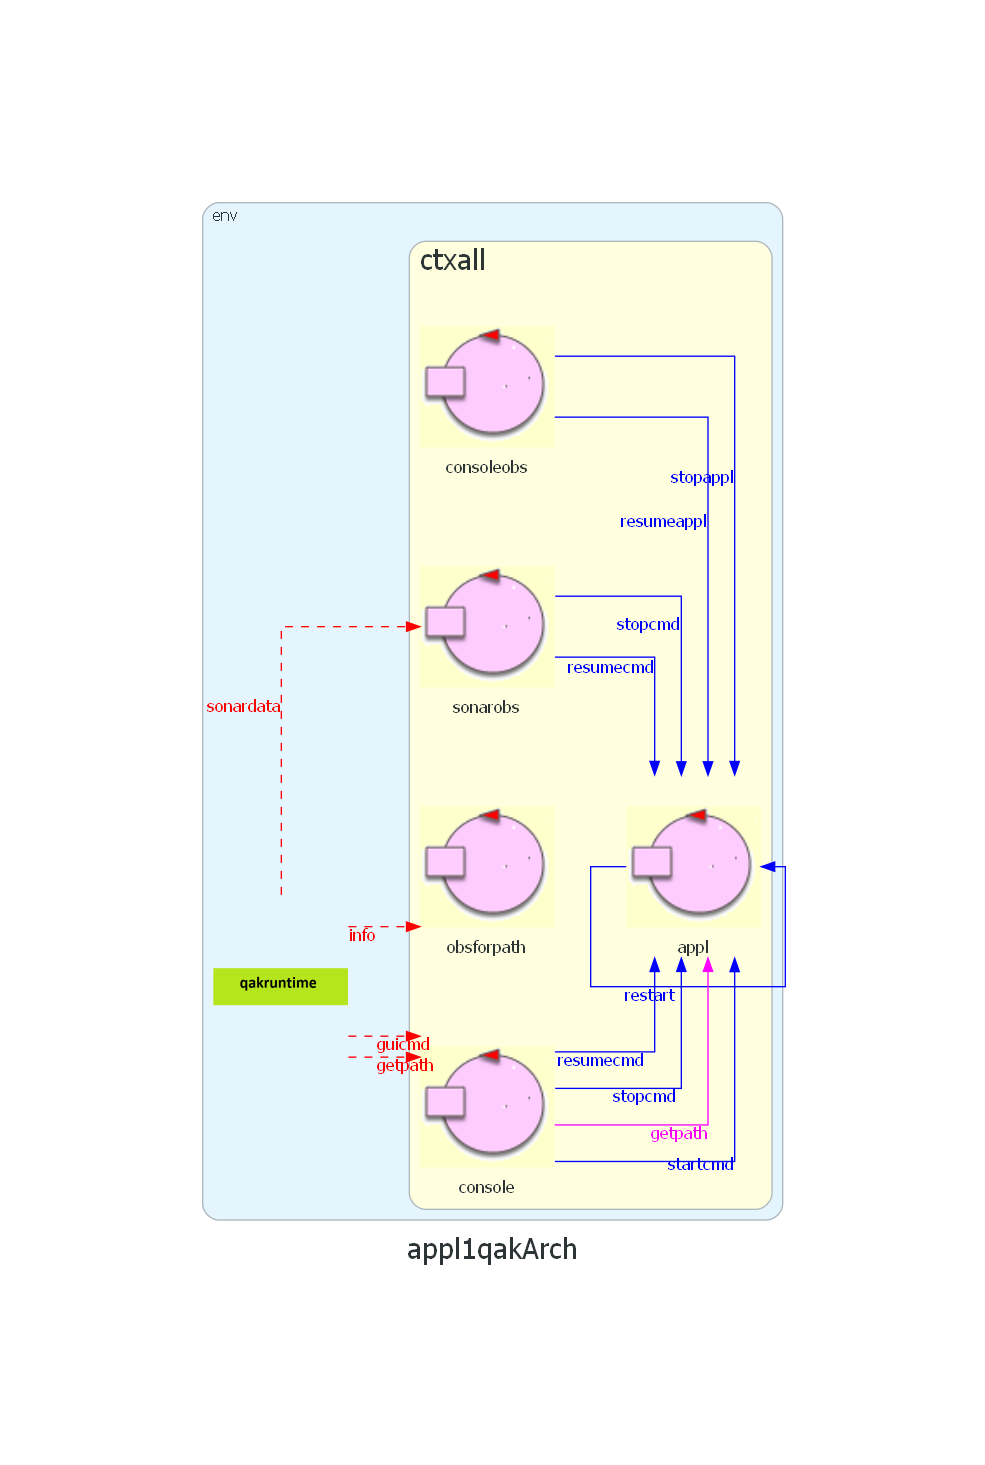 env
ctxall
consoleobs
stopappl
resumeappl
stopcmd
resumecmd
sonardata
sonarobs
info
obsforpath
appl
qakruntime
restart
guicmd
getpath
resumecmd
stopcmd
getpath
startcmd
console
appl1qakArch